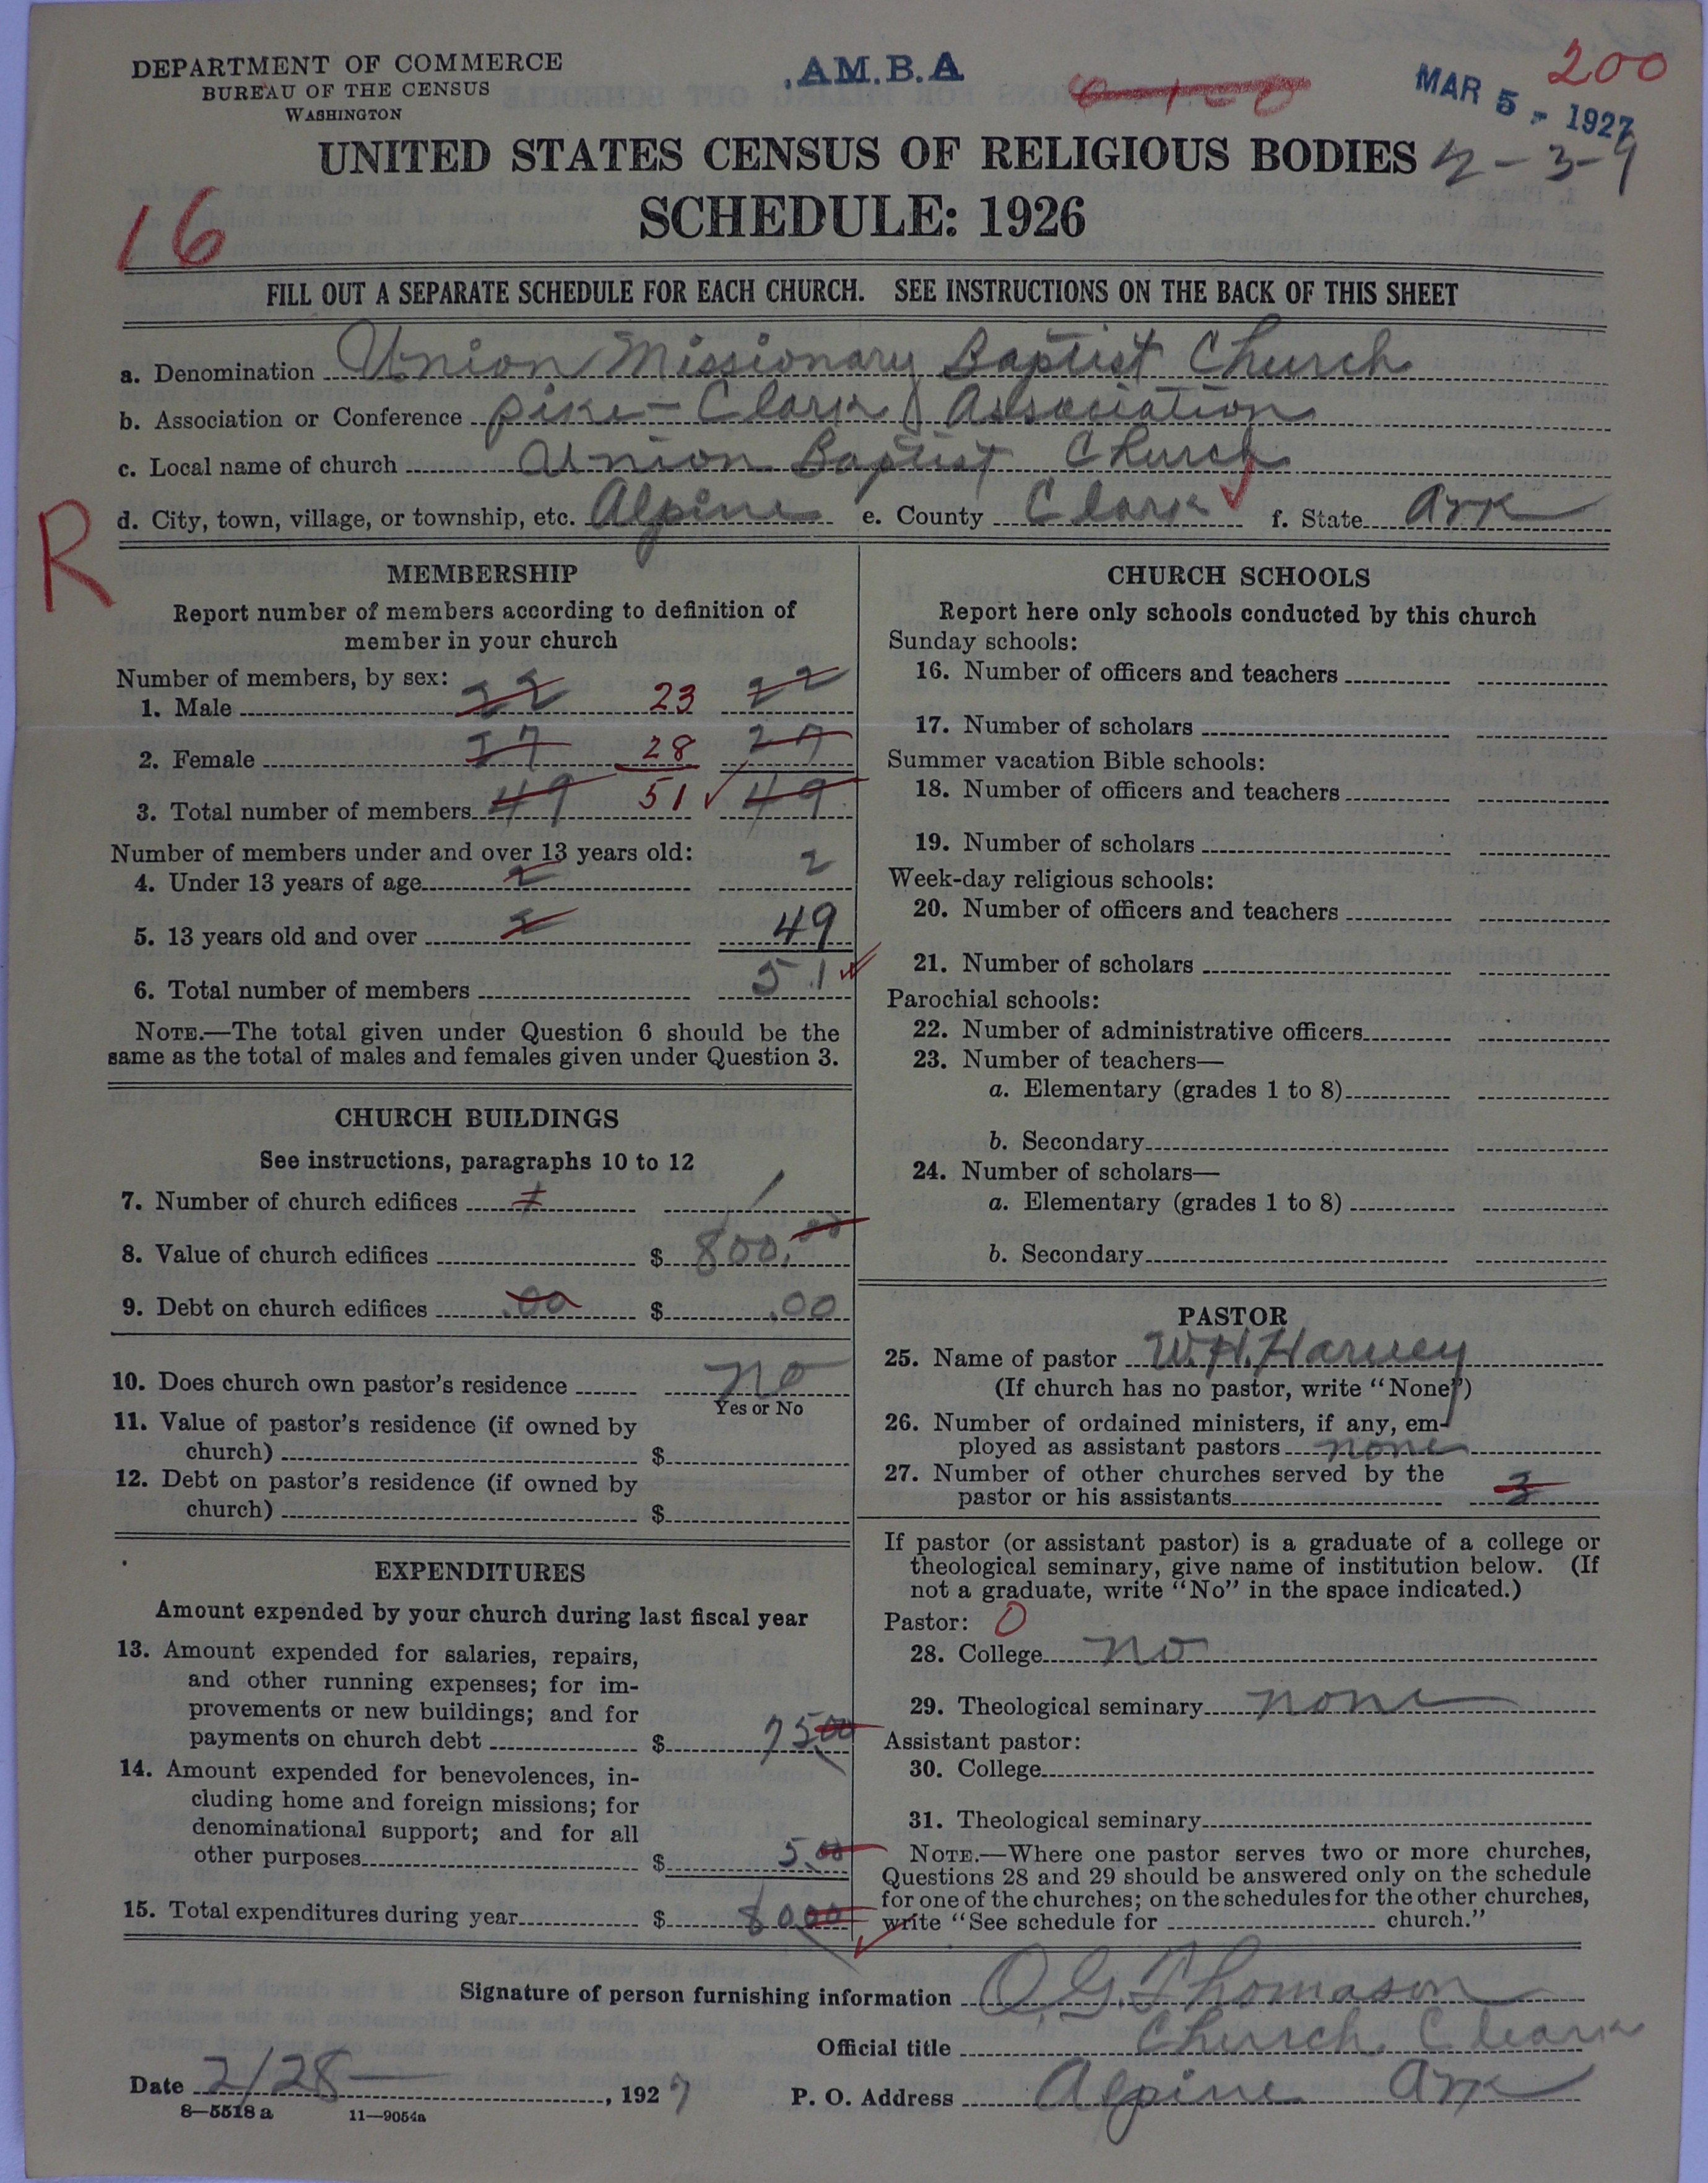 DEPARTMENT OF COMMERCE
BUREAU OF THE CENSUS
WASHINGTON
.AM.B.A
200
MAR 5 - 1927
UNITED STATES CENSUS OF RELIGIOUS BODIES
SCHEDULE: 1926
16
FILL OUT A SEPARATE SCHEDULE FOR EACH CHURCH. SEE INSTRUCTIONS ON THE BACK OF THIS SHEET
a. Denomination Union Missionary Baptist Church
b. Association or Conference pike-Clark Association
c. Local name of church Union Baptist Church
d. City, town, village, or township, etc. Alpine e. County Clark f. State Ark
R
MEMBERSHIP
Report number of members according to definition of
member in your church
Number of members, by sex:
1. Male 22 23 22
2. Female 27 28 27
3. Total number of members 49 51 49
Number of members under and over 13 years old:
4. Under 13 years of age 2 2
5. 13 years old and over 2 49
6. Total number of members 51
NOTE.—The total given under Question 6 should be the
same as the total of males and females given under Question 3.
CHURCH BUILDINGS
See instructions, paragraphs 10 to 12
7. Number of church edifices 1 1
8. Value of church edifices $ 800.00
9. Debt on church edifices .00 $ .00
10. Does church own pastor's residence no
Yes or No
11. Value of pastor's residence (if owned by
church) $
12. Debt on pastor's residence (if owned by
church) $
EXPENDITURES
Amount expended by your church during last fiscal year
13. Amount expended for salaries, repairs,
and other running expenses; for im-
provements or new buildings; and for
payments on church debt $ 75.00
14. Amount expended for benevolences, in-
cluding home and foreign missions; for
denominational support; and for all
other purposes $ 5.00
15. Total expenditures during year $ 80.00
CHURCH SCHOOLS
Report here only schools conducted by this church
Sunday schools:
16. Number of officers and teachers
17. Number of scholars
Summer vacation Bible schools:
18. Number of officers and teachers
19. Number of scholars
Week-day religious schools:
20. Number of officers and teachers
21. Number of scholars
Parochial schools:
22. Number of administrative officers
23. Number of teachers—
a. Elementary (grades 1 to 8)
b. Secondary
24. Number of scholars—
a. Elementary (grades 1 to 8)
b. Secondary
PASTOR
25. Name of pastor W. H. Harvey
(If church has no pastor, write "None")
26. Number of ordained ministers, if any, em-
ployed as assistant pastors none
27. Number of other churches served by the
pastor or his assistants 3
If pastor (or assistant pastor) is a graduate of a college or
theological seminary, give name of institution below. (If
not a graduate, write "No" in the space indicated.)
Pastor: 0
28. College no
29. Theological seminary none
Assistant pastor:
30. College
31. Theological seminary
NOTE.—Where one pastor serves two or more churches,
Questions 28 and 29 should be answered only on the schedule
for one of the churches; on the schedules for the other churches,
write "See schedule for church."
Signature of person furnishing information O. G. Thomason
Official title Church Cleark
Date 2/28 , 1927 P. O. Address Alpine Ark
8—5518 a 11—9054a